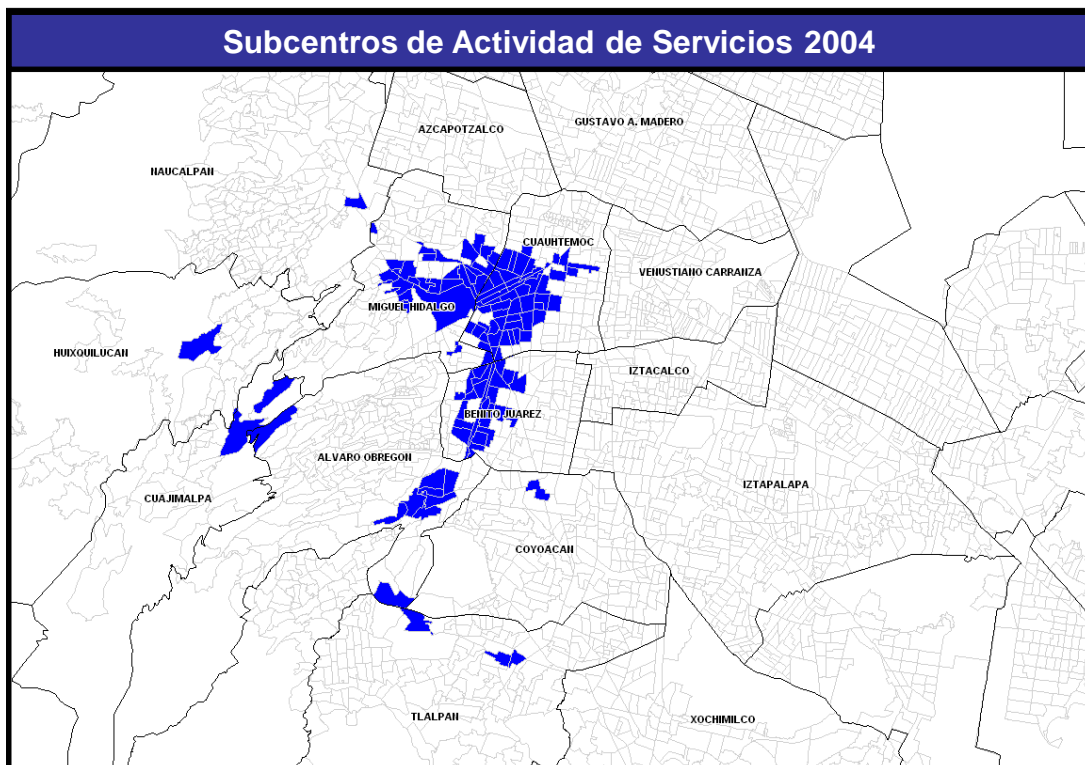 Subcentros de Actividad de Servicios 2004
GUSTAVO A. MADERO
AZCAPOTZALCO
NAUCALPAN
CUAUHTEMOC
VENUSTIANO CARRANZA
MIGUEL HIDALGO
HUIXQUILUCAN
IZTACALCO
BENITO JUAREZ
ALVARO OBREGON
IZTAPALAPA
CUAJIMALPA
COYOACAN
TLALPAN
XOCHIMILCO